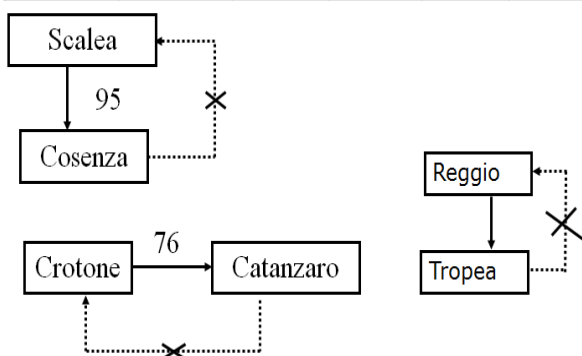 Scalea
95
Cosenza
Reggio
76
Crotone
Catanzaro
Tropea